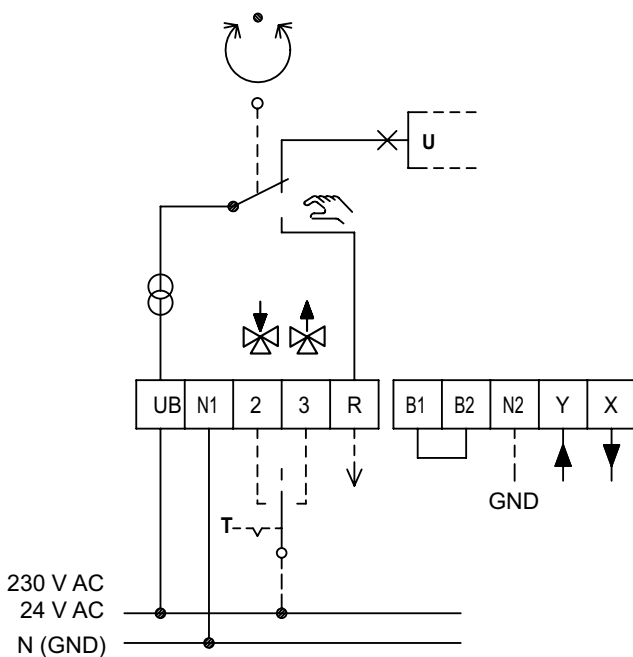 U
UB N1 2 3 R B1 B2 N2 Y X
GND
T
230 V AC
24 V AC
N (GND)